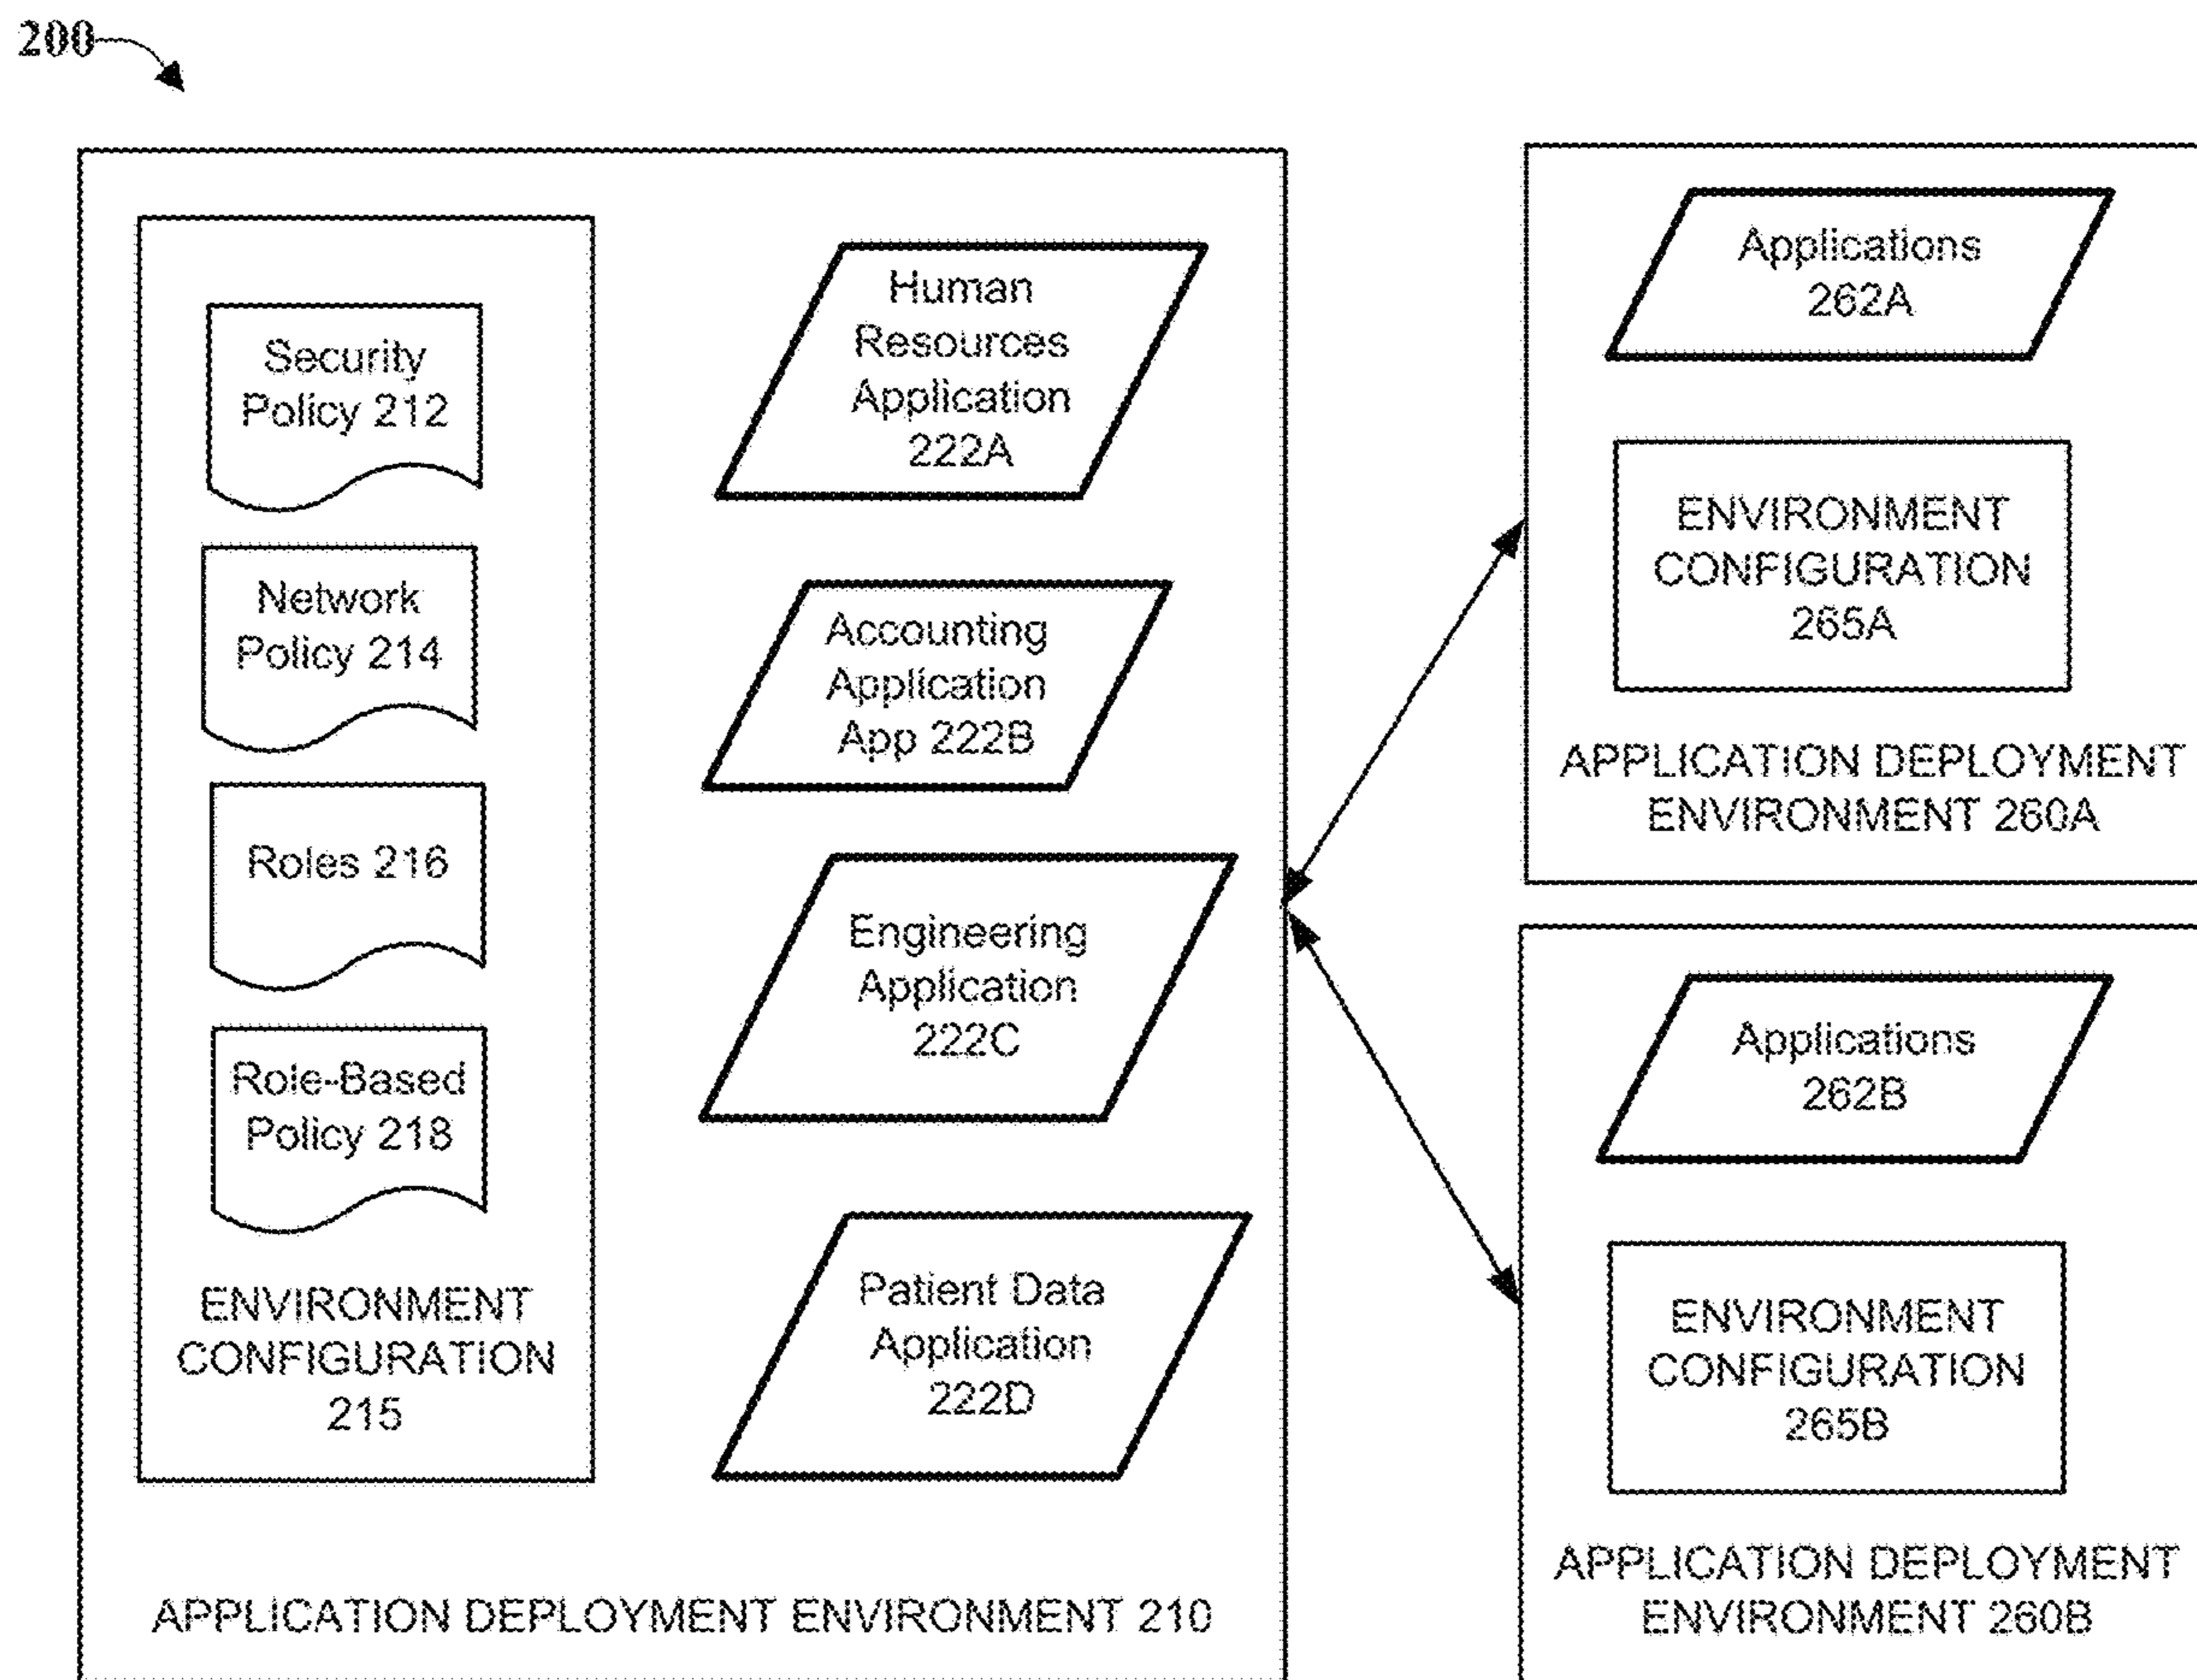 200
Security
Policy 212
Network
Policy 214
Roles 216
Role-Based
Policy 218
ENVIRONMENT
CONFIGURATION
215
Human
Resources
Application
222A
Accounting
Application
App 222B
Engineering
Application
222C
Patient Data
Application
222D
APPLICATION DEPLOYMENT ENVIRONMENT 210
Applications
262A
ENVIRONMENT
CONFIGURATION
265A
APPLICATION DEPLOYMENT
ENVIRONMENT 260A
Applications
262B
ENVIRONMENT
CONFIGURATION
265B
APPLICATION DEPLOYMENT
ENVIRONMENT 260B